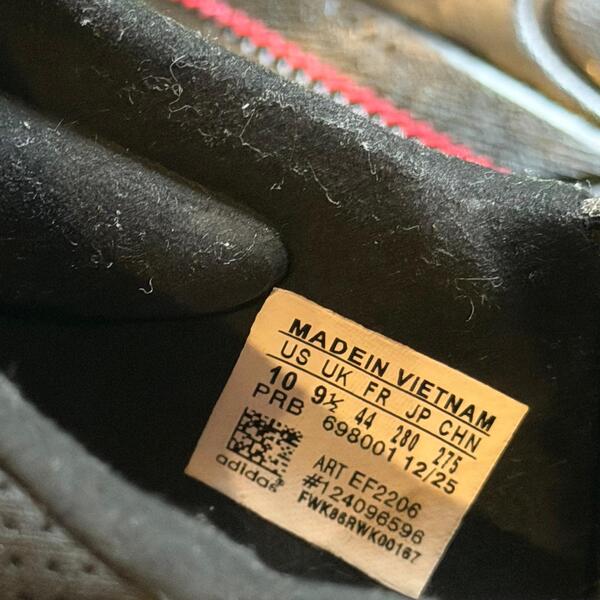 MADEIN VIETNAM
US UK FR JP CHN
10 9½ 44 280 275
PRB 698001 12/25
ART EF2206
#124096596
FWK86RWK00167
adidas